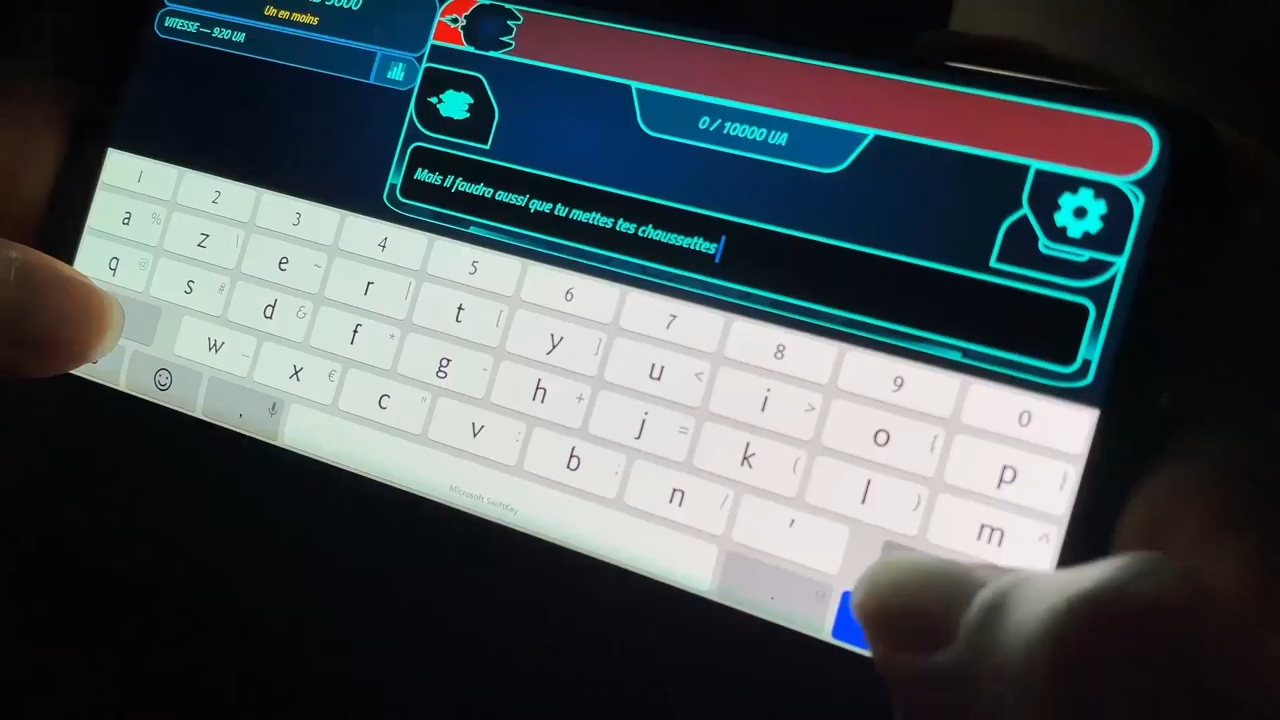 5000
Un en moins
VITESSE — 920 UA
0 / 10000 UA
Mais il faudra aussi que tu mettes tes chaussettes
1 2 3 4 5 6 7 8 9 0
a % z | e ~ r | t [ y ] u < i > o { p }
q @ s # d & f * g - h + j = k ( l ) m ^
w _ x € c " v : b ; n / '
, .
Microsoft SwiftKey